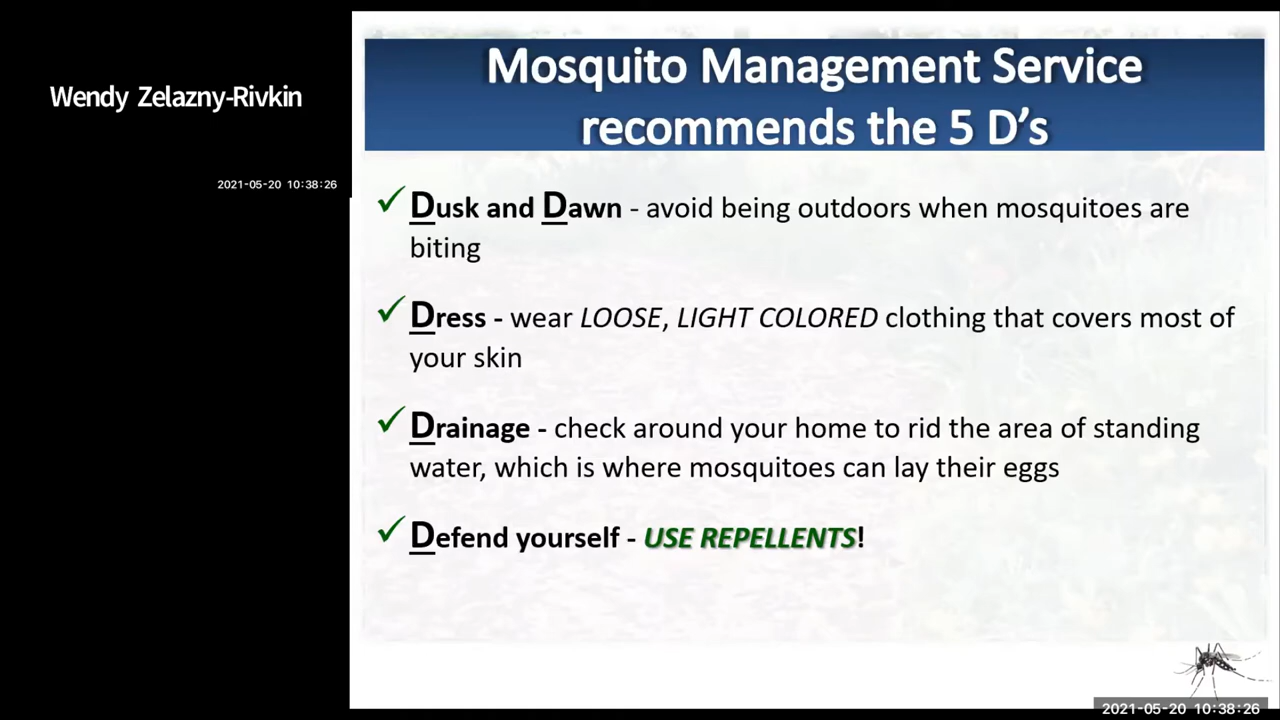 Wendy Zelazny-Rivkin
2021-05-20 10:38:26
Mosquito Management Service
recommends the 5 D’s
✓ Dusk and Dawn - avoid being outdoors when mosquitoes are
biting
✓ Dress - wear LOOSE, LIGHT COLORED clothing that covers most of
your skin
✓ Drainage - check around your home to rid the area of standing
water, which is where mosquitoes can lay their eggs
✓ Defend yourself - USE REPELLENTS!
2021-05-20 10:38:26